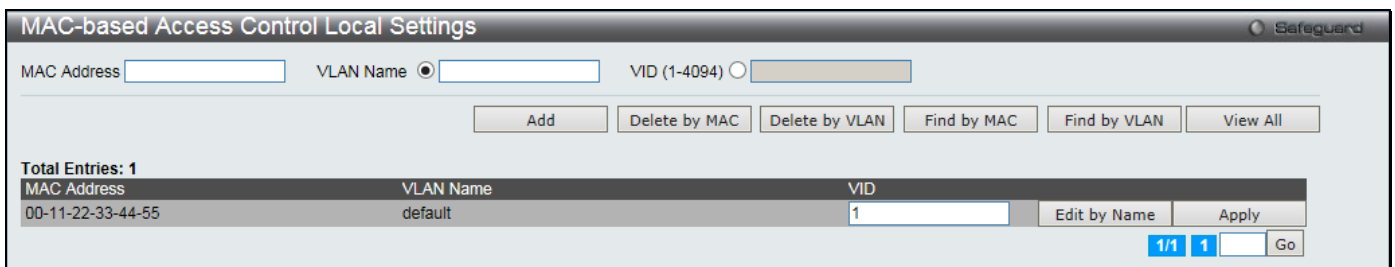 MAC-based Access Control Local Settings Safeguard
MAC Address VLAN Name VID (1-4094)
Add Delete by MAC Delete by VLAN Find by MAC Find by VLAN View All
Total Entries: 1
MAC Address VLAN Name VID
00-11-22-33-44-55 default 1 Edit by Name Apply
1/1 1 Go